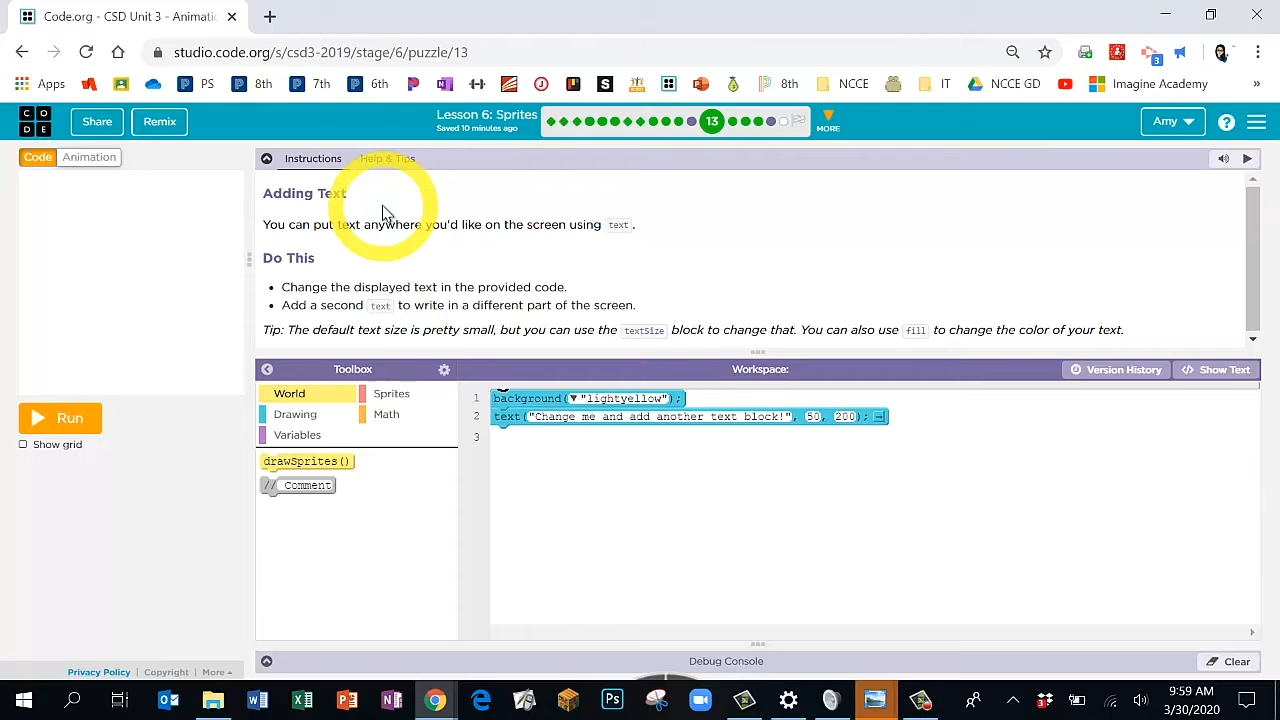 Code.org - CSD Unit 3 - Animatic
studio.code.org/s/csd3-2019/stage/6/puzzle/13
Apps PS 8th 7th 6th 8th NCCE IT NCCE GD Imagine Academy »
C O D E Share Remix Lesson 6: Sprites 13 MORE Amy ?
Saved 10 minutes ago
Code Animation Instructions Help & Tips
Adding Text
You can put text anywhere you'd like on the screen using text.
Do This
Change the displayed text in the provided code.
Add a second text to write in a different part of the screen.
Tip: The default text size is pretty small, but you can use the textSize block to change that. You can also use fill to change the color of your text.
Toolbox Workspace: Version History </> Show Text
World Sprites
Drawing Math
Variables
drawSprites()
// Comment
1 background("lightyellow");
2 text("Change me and add another text block!", 50, 200);
3
Run
Show grid
Debug Console Clear
Privacy Policy Copyright More
9:59 AM
3/30/2020